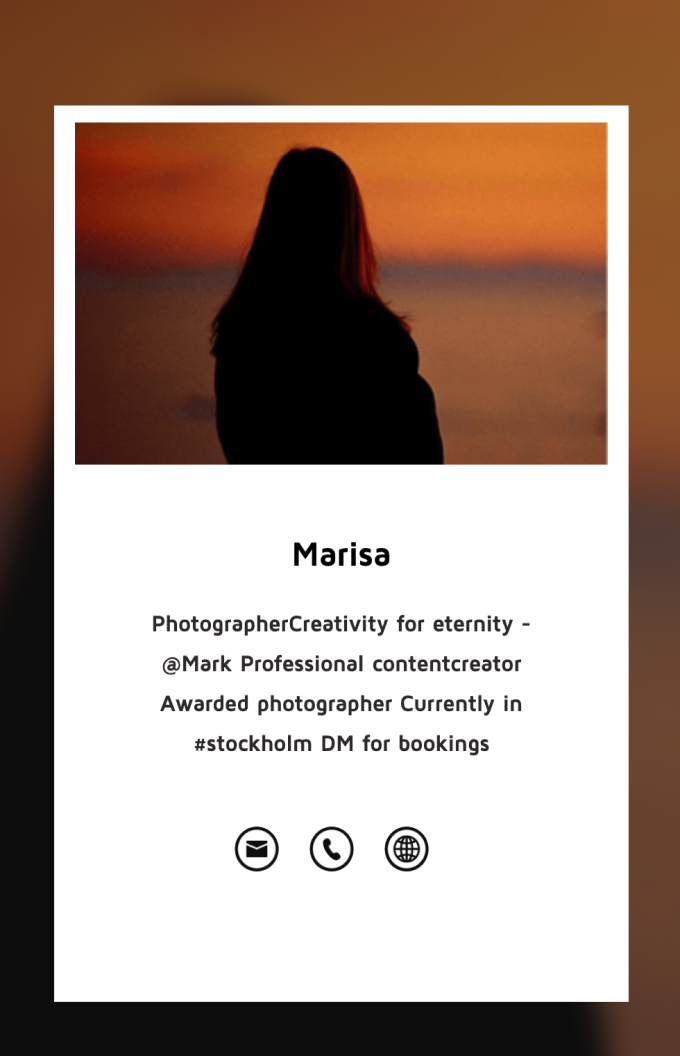 Marisa
PhotographerCreativity for eternity -
@Mark Professional contentcreator
Awarded photographer Currently in
#stockholm DM for bookings